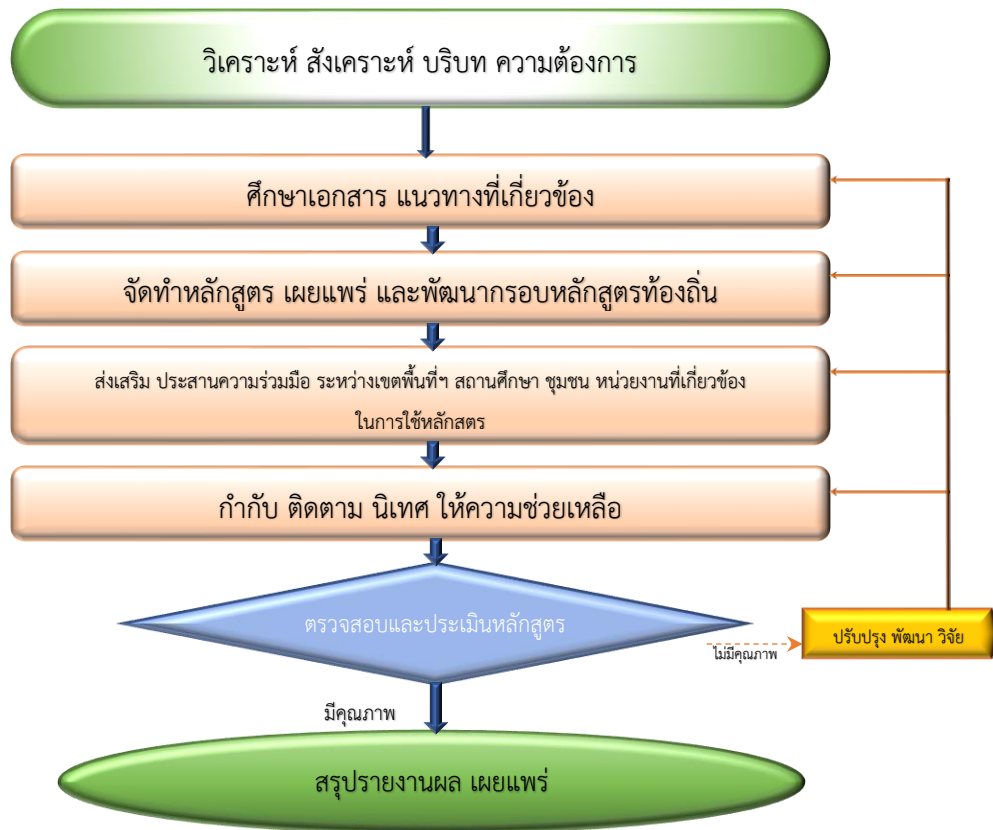 วิเคราะห์ สังเคราะห์ บริบท ความต้องการ
ศึกษาเอกสาร แนวทางที่เกี่ยวข้อง
จัดทำหลักสูตร เผยแพร่ และพัฒนากรอบหลักสูตรท้องถิ่น
ส่งเสริม ประสานความร่วมมือ ระหว่างเขตพื้นที่ฯ สถานศึกษา ชุมชน หน่วยงานที่เกี่ยวข้อง
ในการใช้หลักสตร
กำกับ ติดตาม นิเทศ ให้ความช่วยเหลือ
ตรวจสอบและประเมินหลักสูตร
ไม่มีคุณภาพ
ปรับปรุง พัฒนา วิจัย
มีคุณภาพ
สรุปรายงานผล เผยแพร่